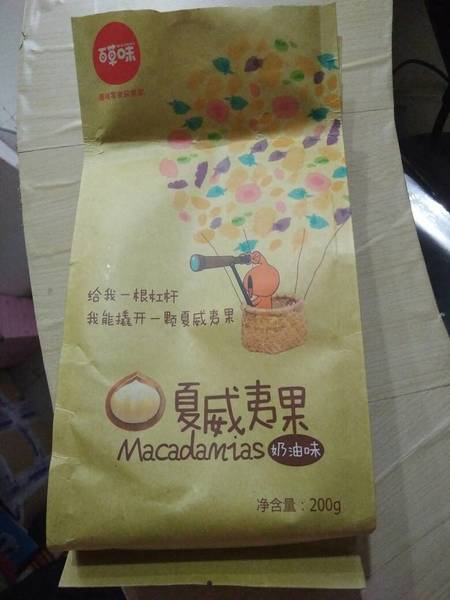 百草味
给我一根杠杆
我能撬开一颗夏威夷果
夏威夷果
Macadamias 奶油味
净含量：200g